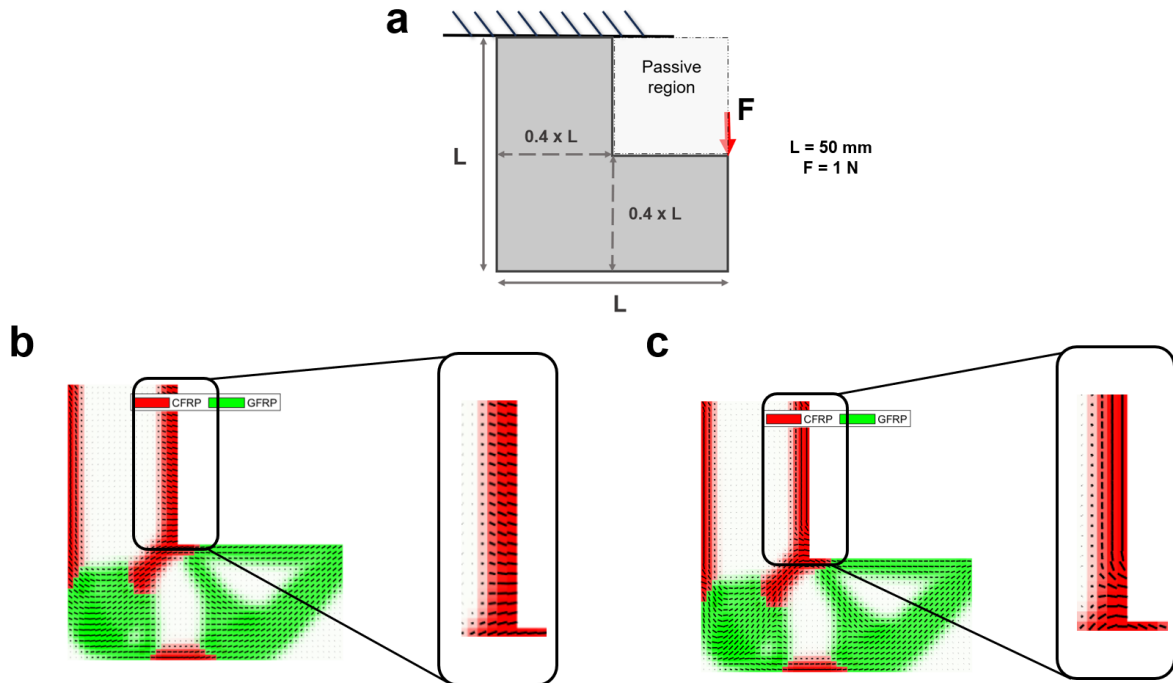 a
Passive
region
F
0.4 x L
L
L = 50 mm
F = 1 N
0.4 x L
L
b
CFRP GFRP
c
CFRP GFRP